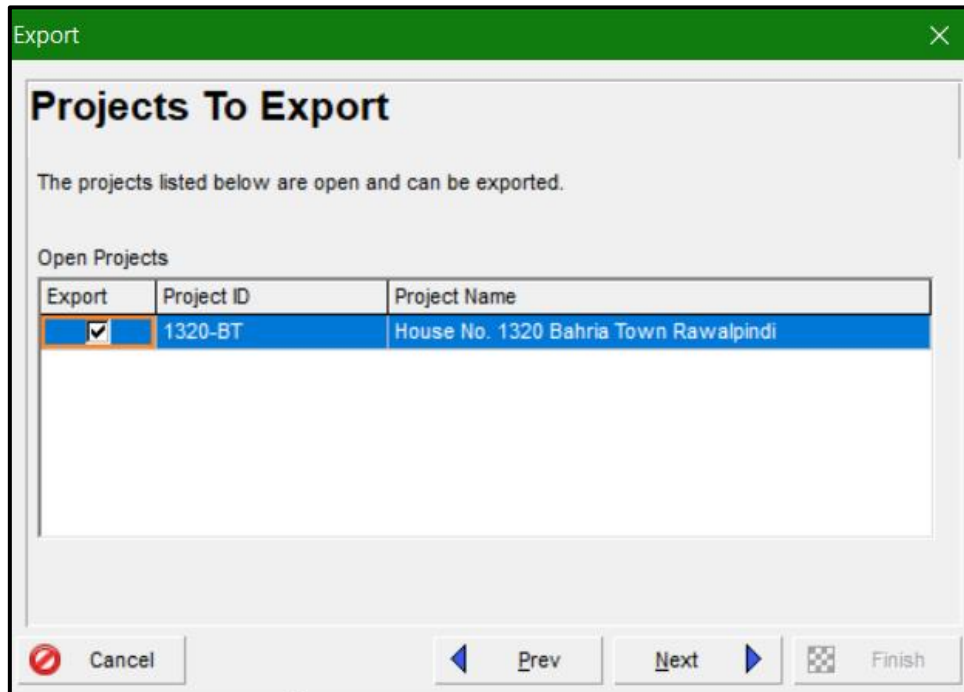 Export
Projects To Export
The projects listed below are open and can be exported.
Open Projects
Export Project ID Project Name
1320-BT House No. 1320 Bahria Town Rawalpindi
Cancel Prev Next Finish